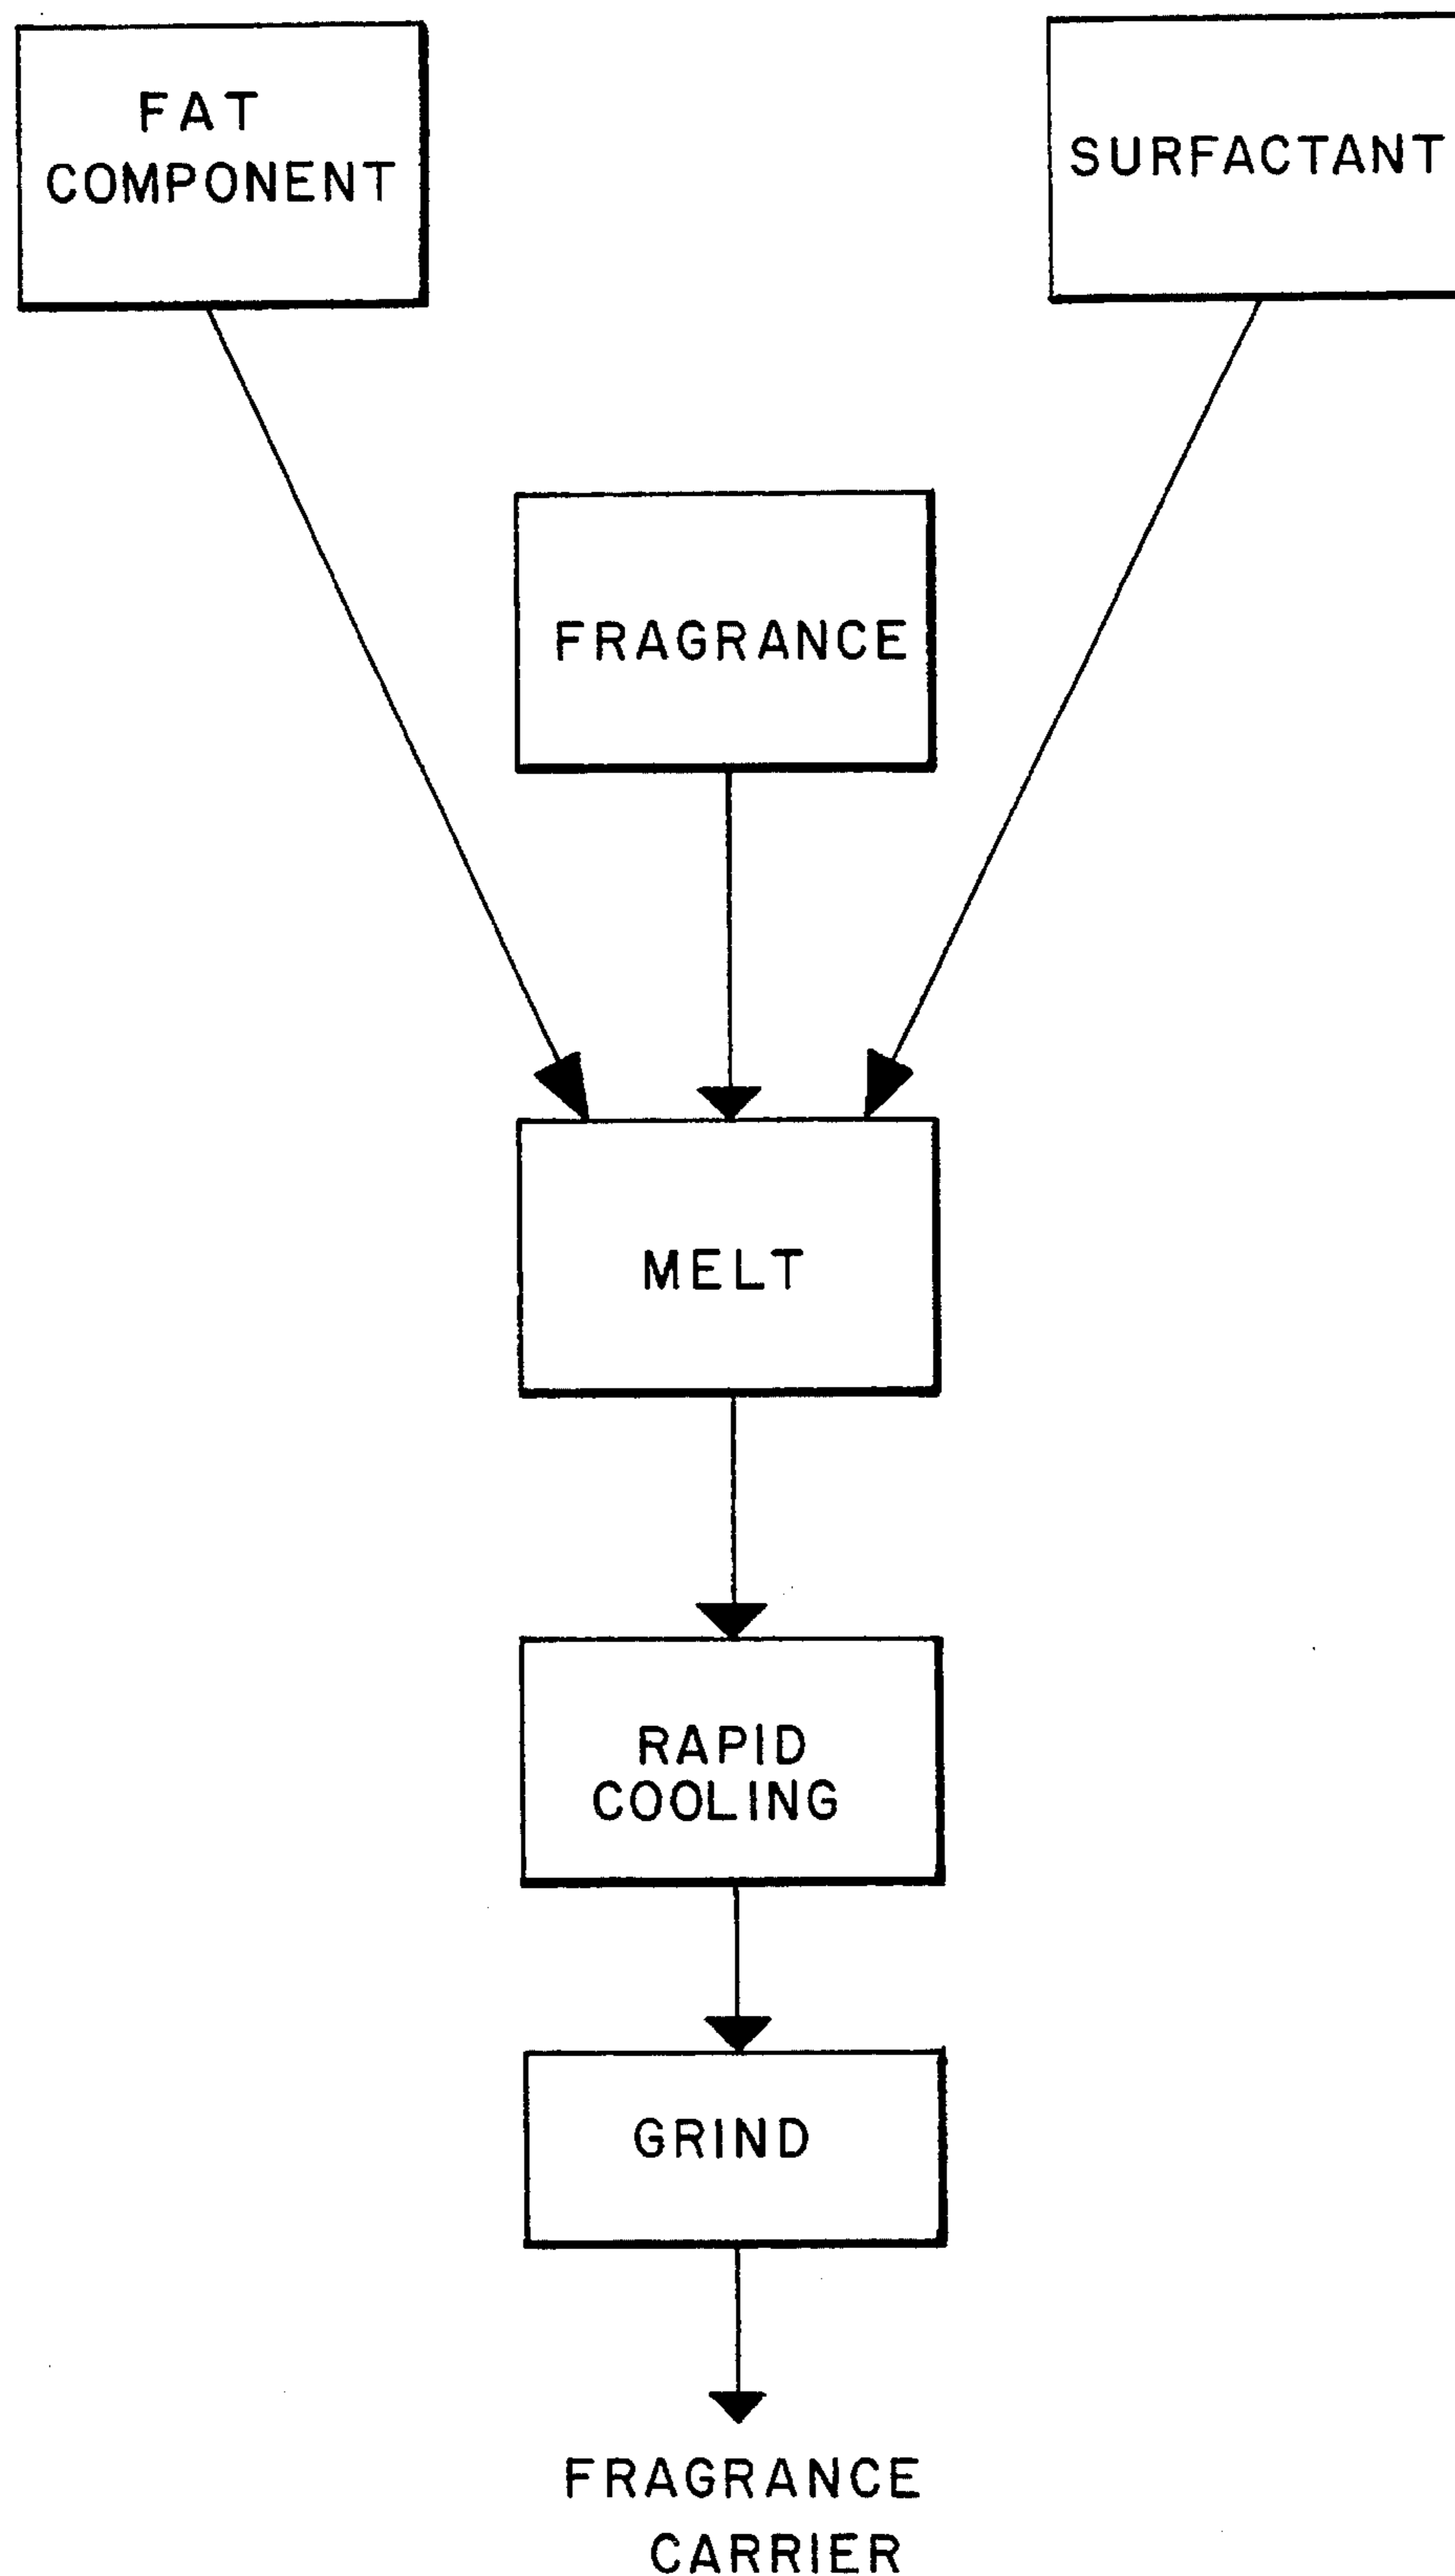 FAT
COMPONENT
SURFACTANT
FRAGRANCE
MELT
RAPID
COOLING
GRIND
FRAGRANCE
CARRIER